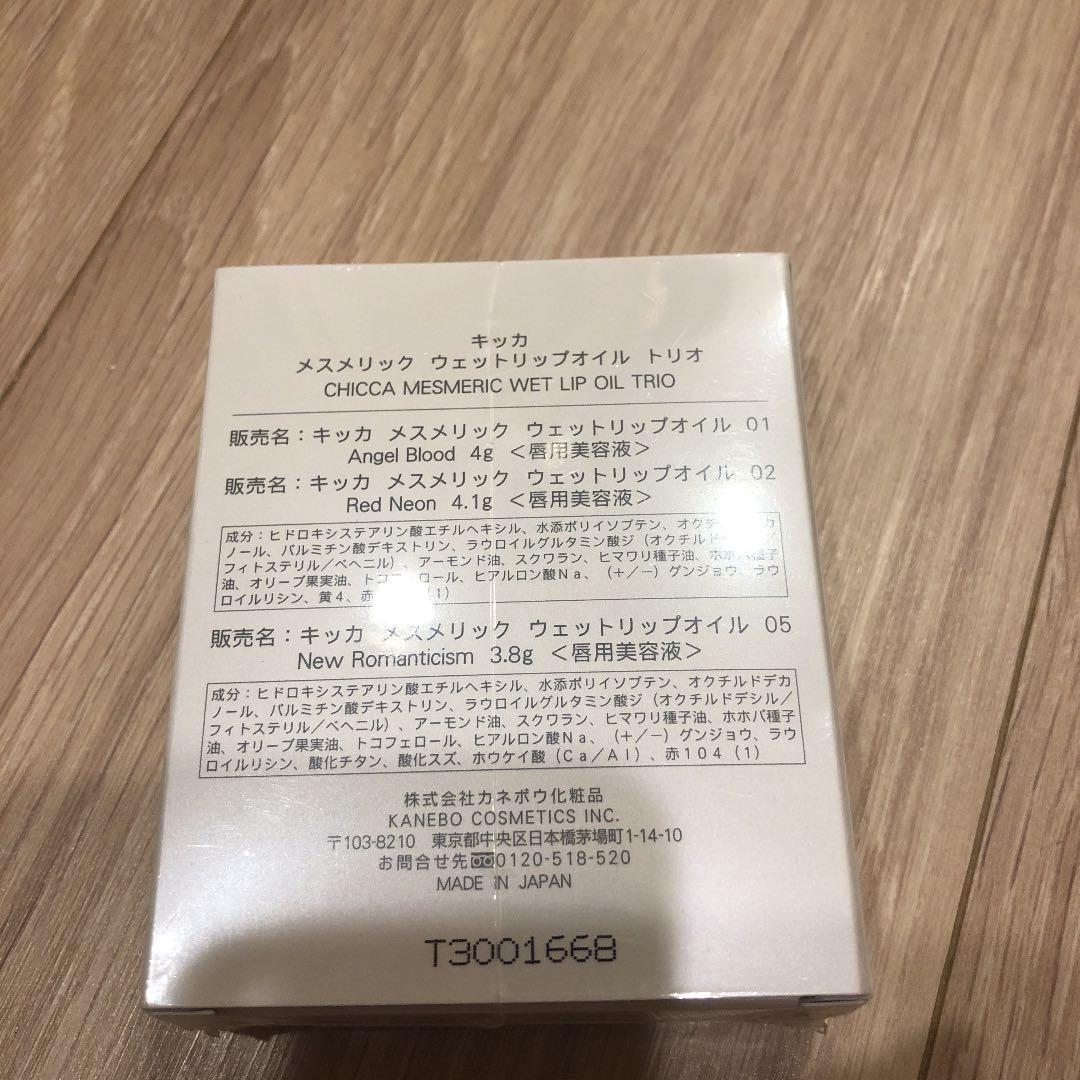 キッカ
メスメリック ウェットリップオイル トリオ
CHICCA MESMERIC WET LIP OIL TRIO
販売名：キッカ メスメリック ウェットリップオイル 01
Angel Blood 4g ＜唇用美容液＞
販売名：キッカ メスメリック ウェットリップオイル 02
Red Neon 4.1g ＜唇用美容液＞
成分：ヒドロキシステアリン酸エチルヘキシル、水添ポリイソブテン、オクチルドデカ
ノール、パルミチン酸デキストリン、ラウロイルグルタミン酸ジ（オクチルド
フィトステリル／ベヘニル）、アーモンド油、スクワラン、ヒマワリ種子油、ホホバ種子
油、オリーブ果実油、トコフェロール、ヒアルロン酸Ｎａ、（＋／－）グンジョウ、ラウ
ロイルリシン、黄４、赤 （１）
販売名：キッカ メスメリック ウェットリップオイル 05
New Romanticism 3.8g ＜唇用美容液＞
成分：ヒドロキシステアリン酸エチルヘキシル、水添ポリイソブテン、オクチルドデカ
ノール、パルミチン酸デキストリン、ラウロイルグルタミン酸ジ（オクチルドデシル／
フィトステリル／ベヘニル）、アーモンド油、スクワラン、ヒマワリ種子油、ホホバ種子
油、オリーブ果実油、トコフェロール、ヒアルロン酸Ｎａ、（＋／－）グンジョウ、ラウ
ロイルリシン、酸化チタン、酸化スズ、ホウケイ酸（Ｃａ／Ａｌ）、赤１０４（１）
株式会社カネボウ化粧品
KANEBO COSMETICS INC.
〒103-8210 東京都中央区日本橋茅場町1-14-10
お問合せ先 0120-518-520
MADE IN JAPAN
T3001668